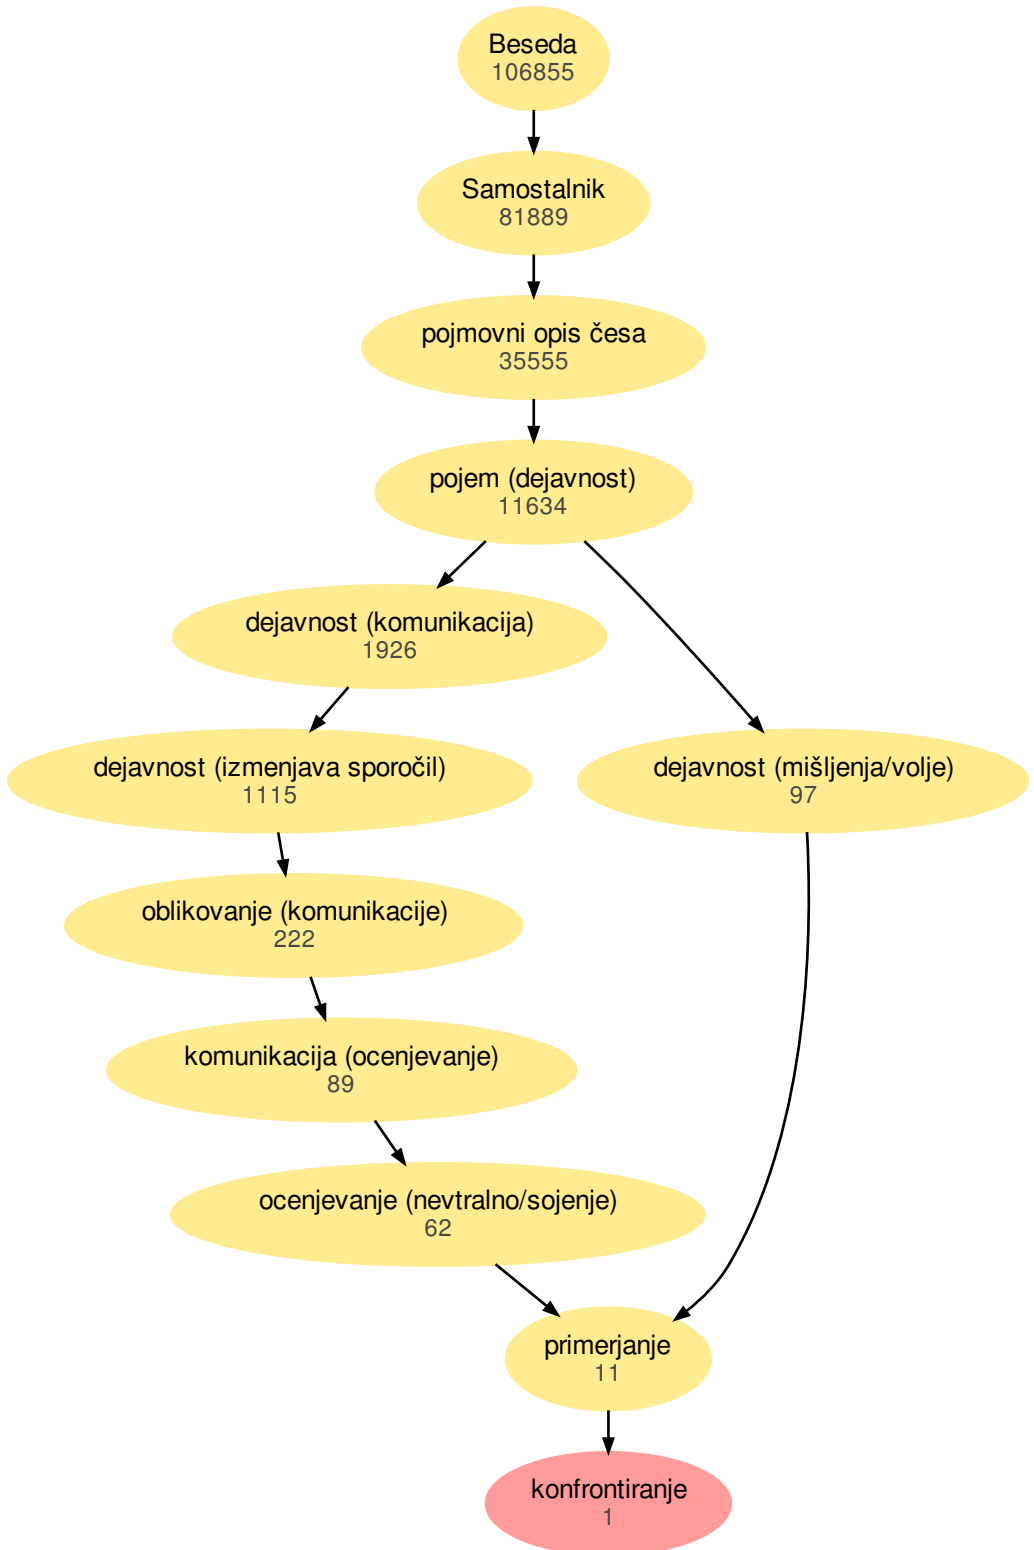 Beseda
106855
Samostalnik
81889
pojmovni opis česa
35555
pojem (dejavnost)
11634
dejavnost (komunikacija)
1926
dejavnost (izmenjava sporočil)
1115
dejavnost (mišljenja/volje)
97
oblikovanje (komunikacije)
222
komunikacija (ocenjevanje)
89
ocenjevanje (nevtralno/sojenje)
62
primerjanje
11
konfrontiranje
1